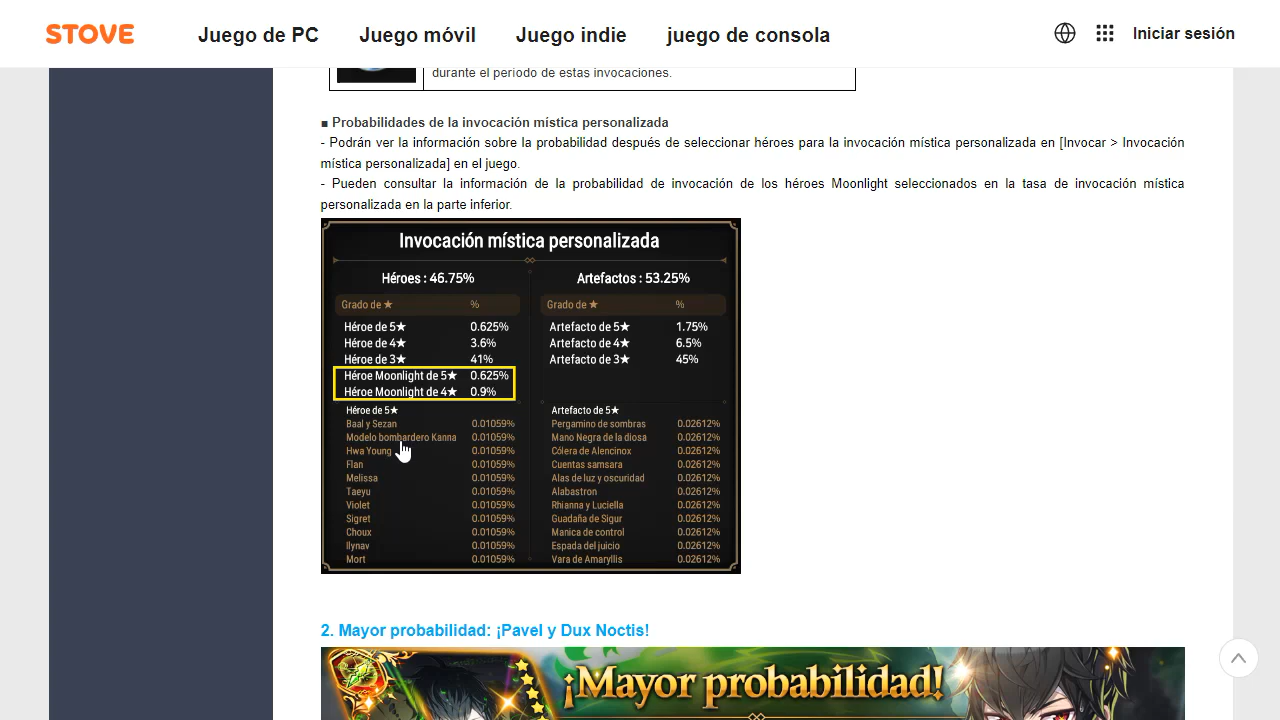 STOVE
Juego de PC
Juego móvil
Juego indie
juego de consola
Iniciar sesión
durante el periodo de estas invocaciones.
■ Probabilidades de la invocación mística personalizada
- Podrán ver la información sobre la probabilidad después de seleccionar héroes para la invocación mística personalizada en [Invocar > Invocación
mística personalizada] en el juego.
- Pueden consultar la información de la probabilidad de invocación de los héroes Moonlight seleccionados en la tasa de invocación mística
personalizada en la parte inferior.
Invocación mística personalizada
Héroes : 46.75%
Grado de ★ %
Héroe de 5★ 0.625%
Héroe de 4★ 3.6%
Héroe de 3★ 41%
Héroe Moonlight de 5★ 0.625%
Héroe Moonlight de 4★ 0.9%
Héroe de 5★
Baal y Sezan 0.01059%
Modelo bombardero Kanna 0.01059%
Hwa Young 0.01059%
Flan 0.01059%
Melissa 0.01059%
Taeyu 0.01059%
Violet 0.01059%
Sigret 0.01059%
Choux 0.01059%
Ilynav 0.01059%
Mort 0.01059%
Artefactos : 53.25%
Grado de ★ %
Artefacto de 5★ 1.75%
Artefacto de 4★ 6.5%
Artefacto de 3★ 45%
Artefacto de 5★
Pergamino de sombras 0.02612%
Mano Negra de la diosa 0.02612%
Cólera de Alencinox 0.02612%
Cuentas samsara 0.02612%
Alas de luz y oscuridad 0.02612%
Alabastron 0.02612%
Rhianna y Luciella 0.02612%
Guadaña de Sigur 0.02612%
Manica de control 0.02612%
Espada del juicio 0.02612%
Vara de Amaryllis 0.02612%
2. Mayor probabilidad: ¡Pavel y Dux Noctis!
¡Mayor probabilidad!